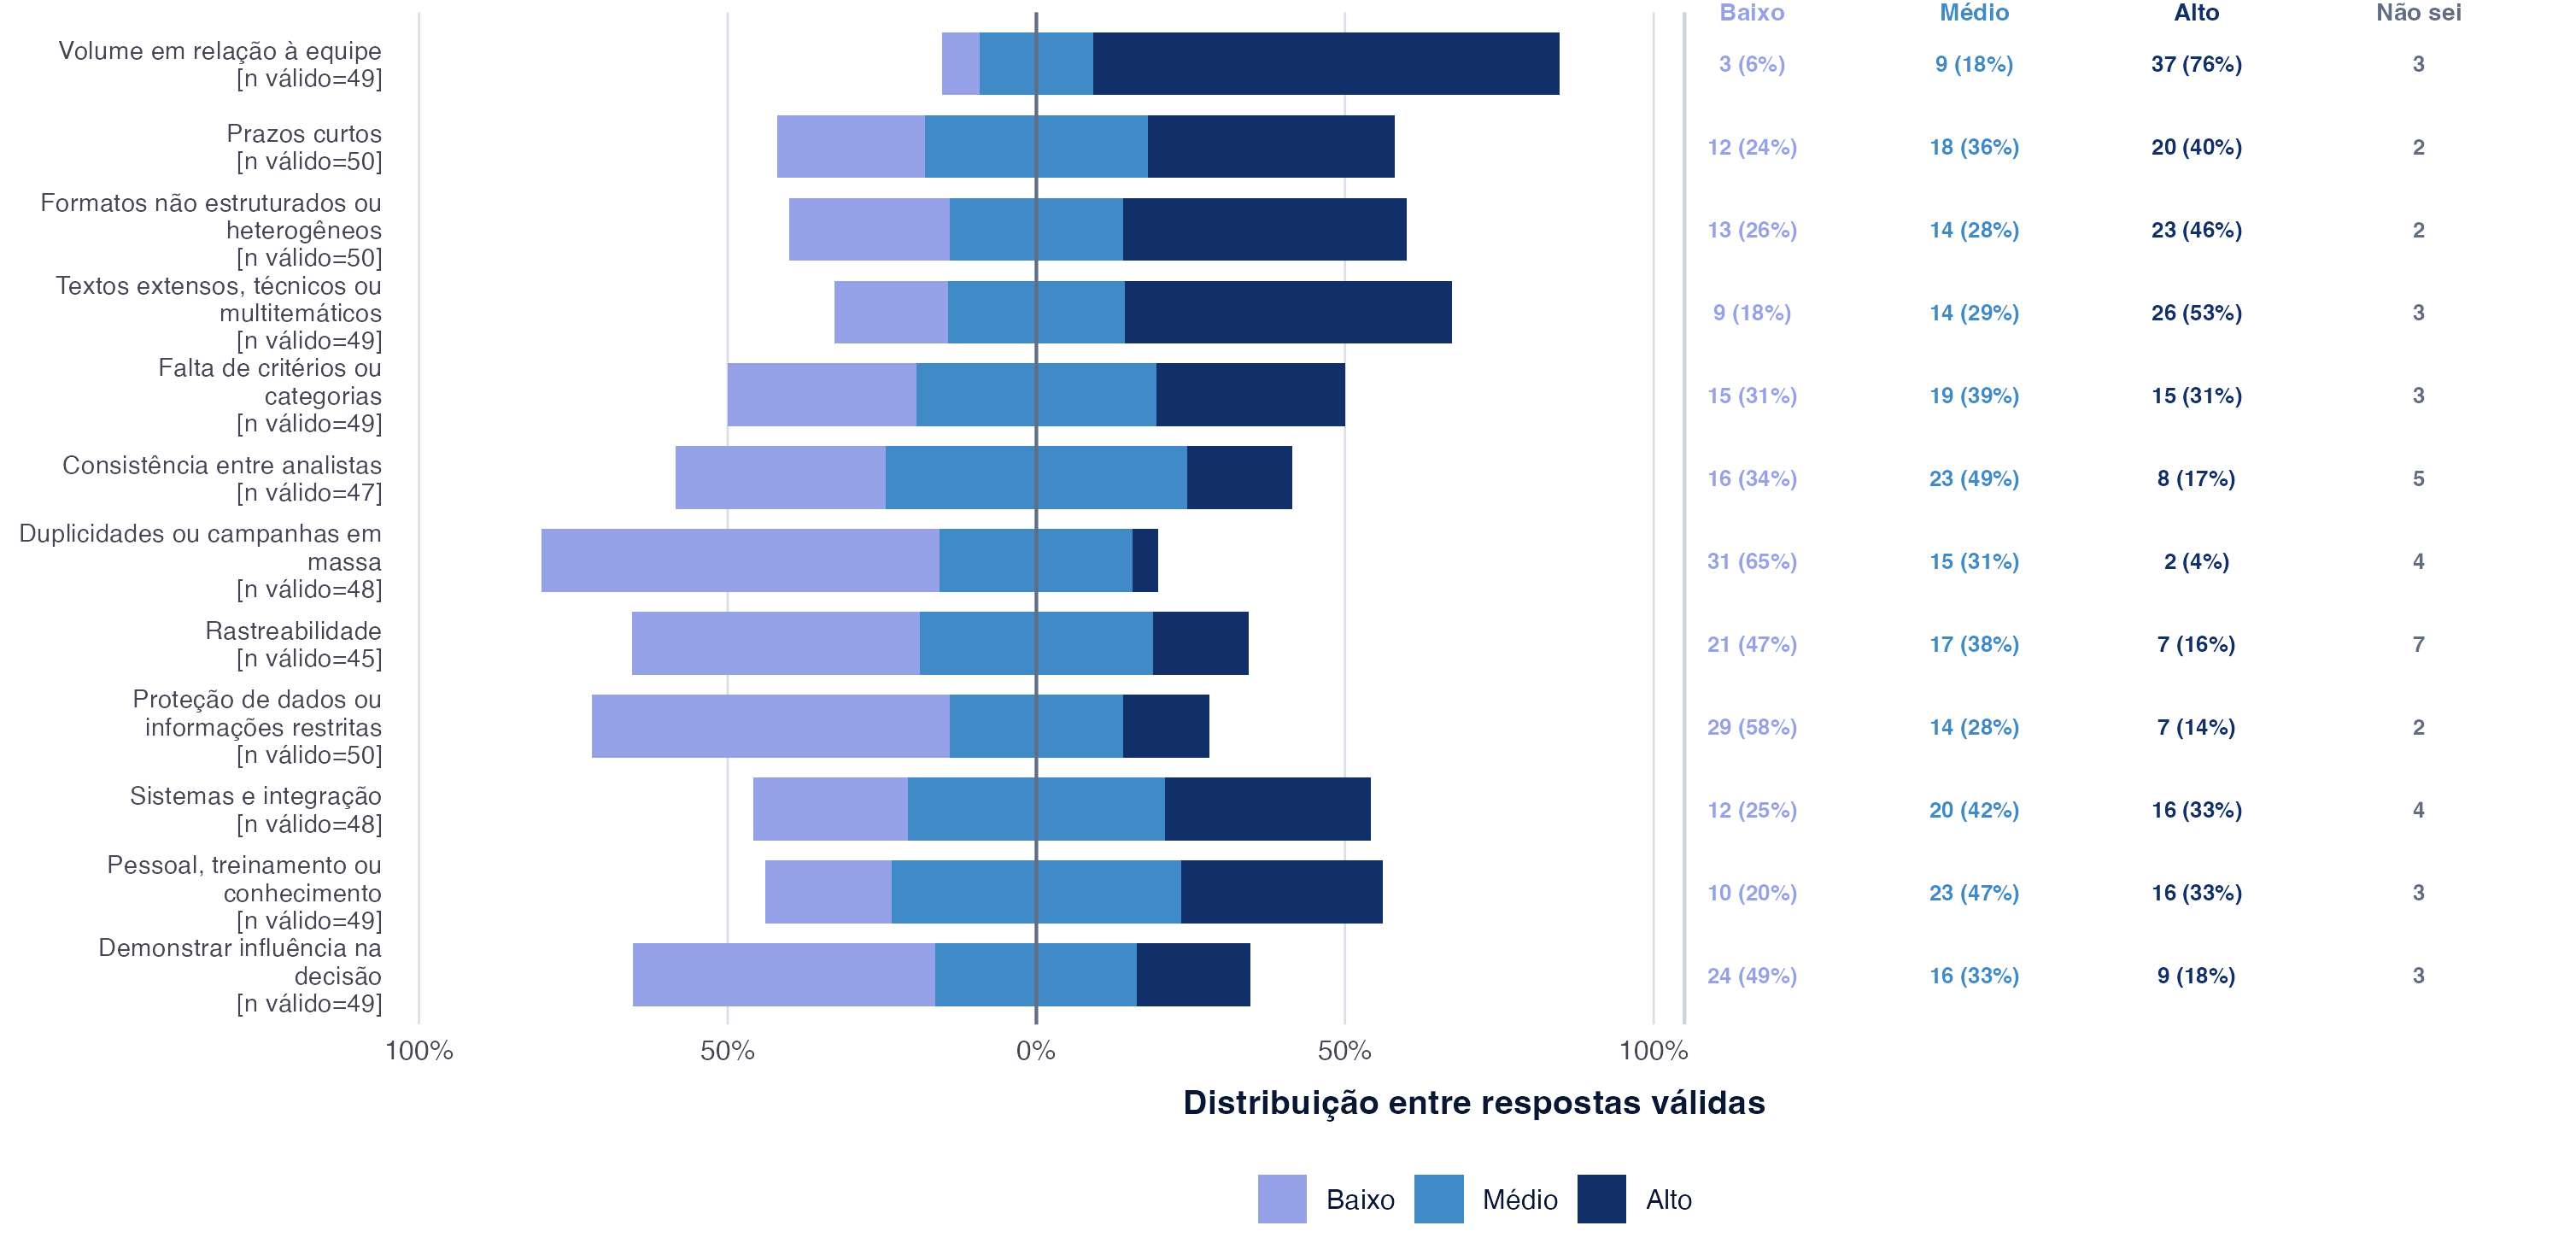 Baixo Médio Alto Não sei
Volume em relação à equipe
[n válido=49]
3 (6%) 9 (18%) 37 (76%) 3
Prazos curtos
[n válido=50]
12 (24%) 18 (36%) 20 (40%) 2
Formatos não estruturados ou
heterogêneos
[n válido=50]
13 (26%) 14 (28%) 23 (46%) 2
Textos extensos, técnicos ou
multitemáticos
[n válido=49]
9 (18%) 14 (29%) 26 (53%) 3
Falta de critérios ou
categorias
[n válido=49]
15 (31%) 19 (39%) 15 (31%) 3
Consistência entre analistas
[n válido=47]
16 (34%) 23 (49%) 8 (17%) 5
Duplicidades ou campanhas em
massa
[n válido=48]
31 (65%) 15 (31%) 2 (4%) 4
Rastreabilidade
[n válido=45]
21 (47%) 17 (38%) 7 (16%) 7
Proteção de dados ou
informações restritas
[n válido=50]
29 (58%) 14 (28%) 7 (14%) 2
Sistemas e integração
[n válido=48]
12 (25%) 20 (42%) 16 (33%) 4
Pessoal, treinamento ou
conhecimento
[n válido=49]
10 (20%) 23 (47%) 16 (33%) 3
Demonstrar influência na
decisão
[n válido=49]
24 (49%) 16 (33%) 9 (18%) 3
100% 50% 0% 50% 100%
Distribuição entre respostas válidas
Baixo Médio Alto